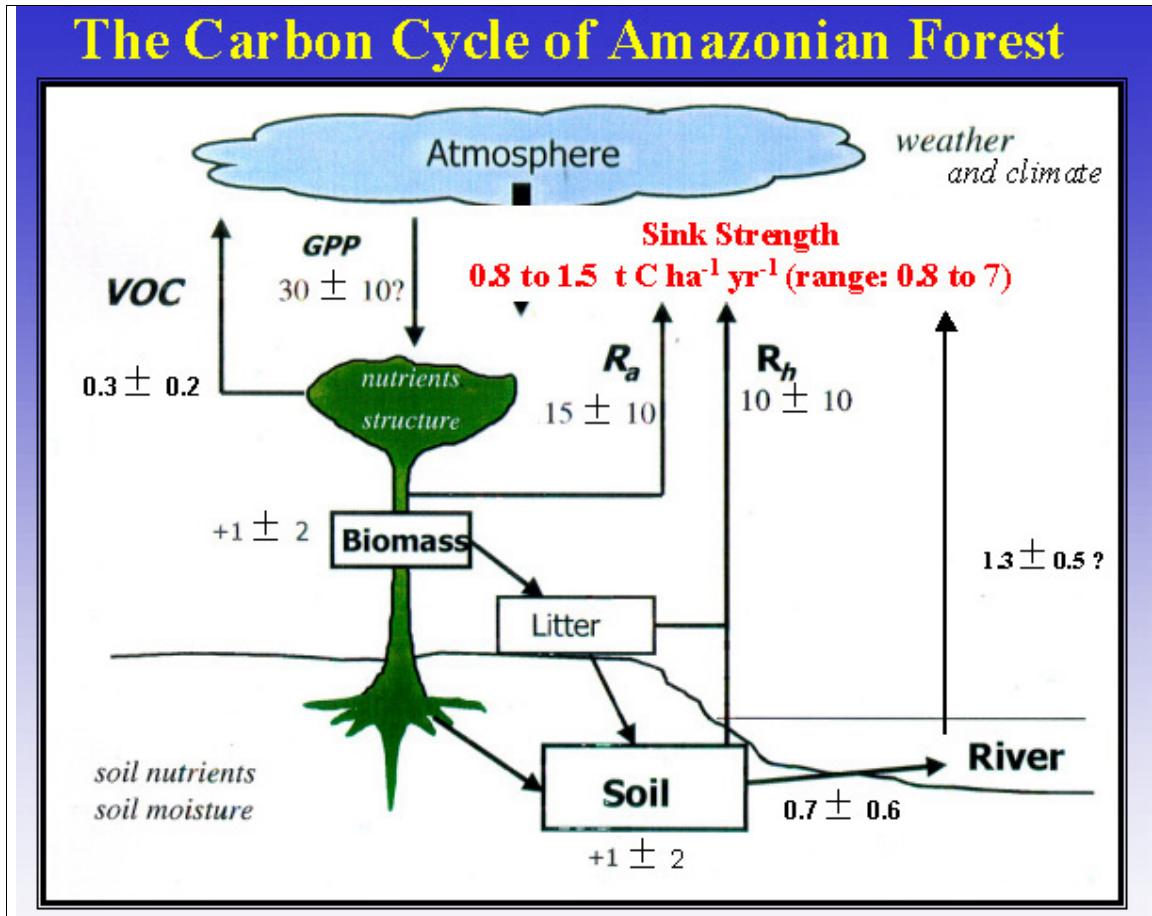 The Carbon Cycle of Amazonian Forest
Atmosphere
weather
and climate
Sink Strength
0.8 to 1.5 t C ha⁻¹ yr⁻¹ (range: 0.8 to 7)
VOC
GPP
30 ± 10?
0.3 ± 0.2
nutrients
structure
Ra
15 ± 10
Rh
10 ± 10
+1 ± 2
Biomass
1.3 ± 0.5 ?
Litter
soil nutrients
soil moisture
Soil
River
0.7 ± 0.6
+1 ± 2